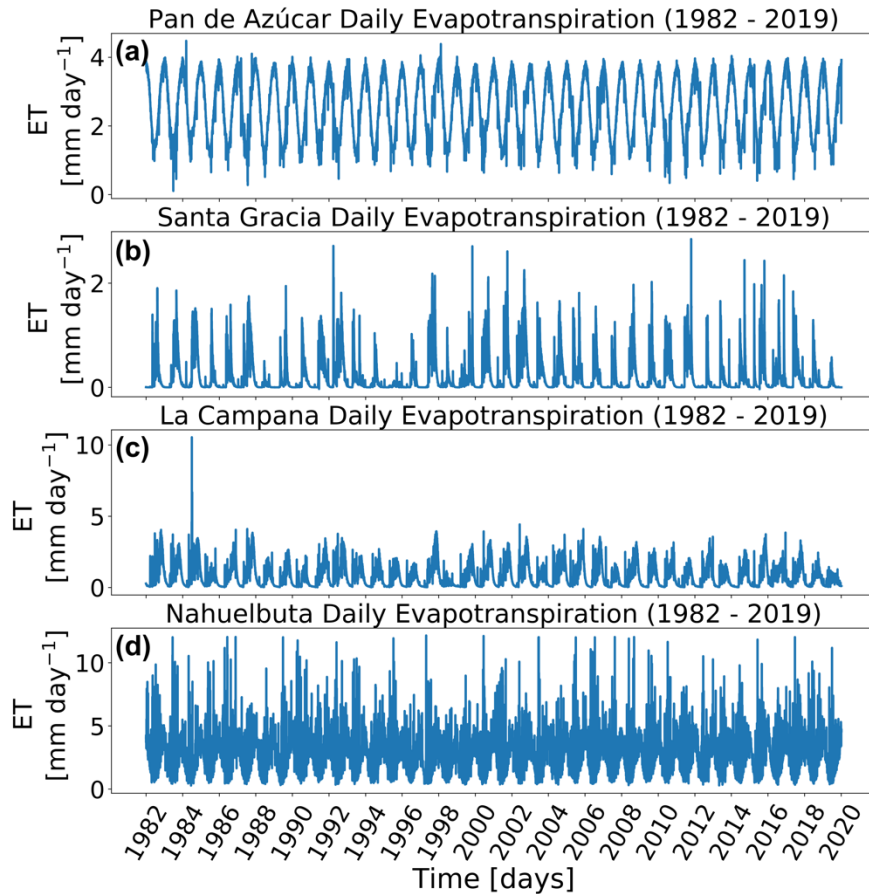 Pan de Azúcar Daily Evapotranspiration (1982 - 2019)
(a)
4
2
0
ET
[mm day⁻¹]
Santa Gracia Daily Evapotranspiration (1982 - 2019)
(b)
2
0
ET
[mm day⁻¹]
La Campana Daily Evapotranspiration (1982 - 2019)
(c)
10
5
0
ET
[mm day⁻¹]
Nahuelbuta Daily Evapotranspiration (1982 - 2019)
(d)
10
5
0
ET
[mm day⁻¹]
1982 1984 1986 1988 1990 1992 1994 1996 1998 2000 2002 2004 2006 2008 2010 2012 2014 2016 2018 2020
Time [days]